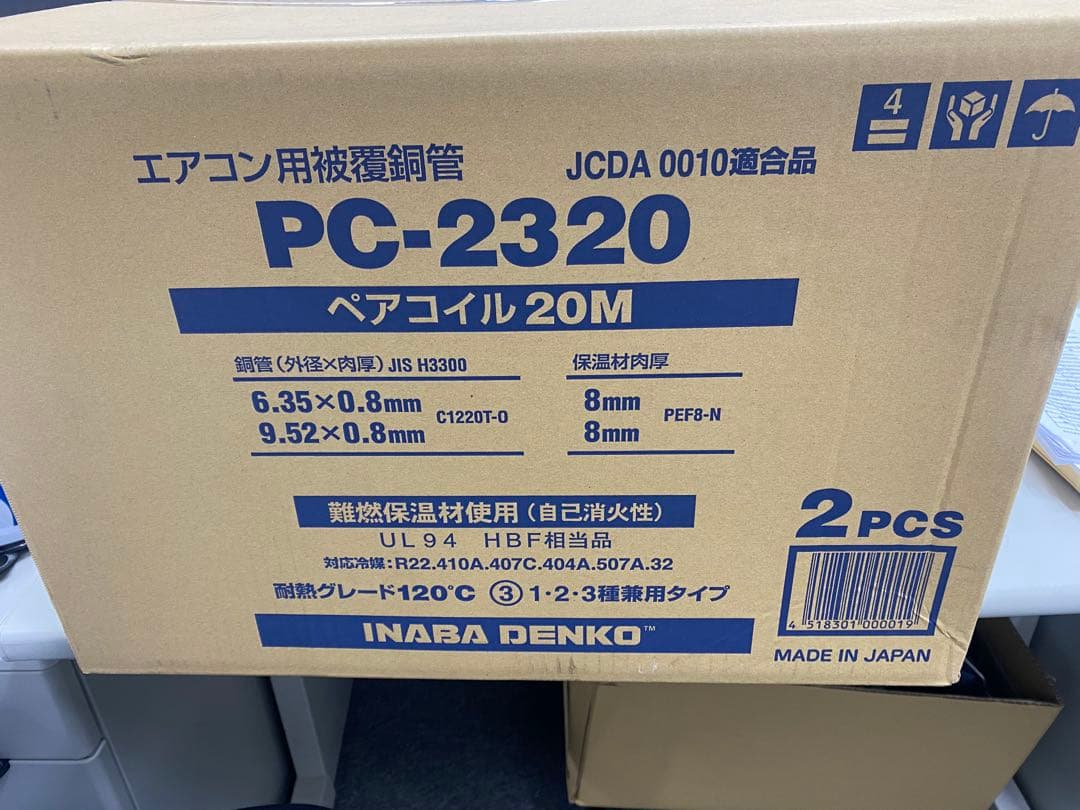 4
エアコン用被覆銅管
JCDA 0010適合品
PC-2320
ペアコイル20M
銅管(外径×肉厚)JIS H3300
6.35×0.8mm
9.52×0.8mm
C1220T-O
保温材肉厚
8mm
8mm
PEF8-N
難燃保温材使用(自己消火性)
UL94 HBF相当品
対応冷媒:R22.410A.407C.404A.507A.32
耐熱グレード120℃ ③ 1・2・3種兼用タイプ
INABA DENKO™
2PCS
4 518301 000019
MADE IN JAPAN